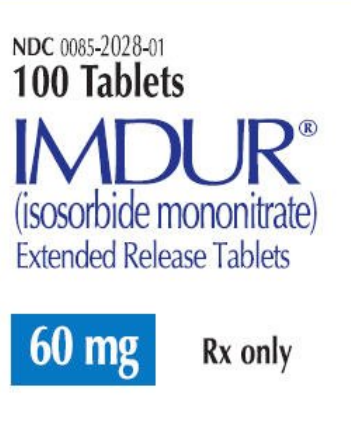 NDC 0085-2028-01
100 Tablets
IMDUR®
(isosorbide mononitrate)
Extended Release Tablets
60 mg
Rx only